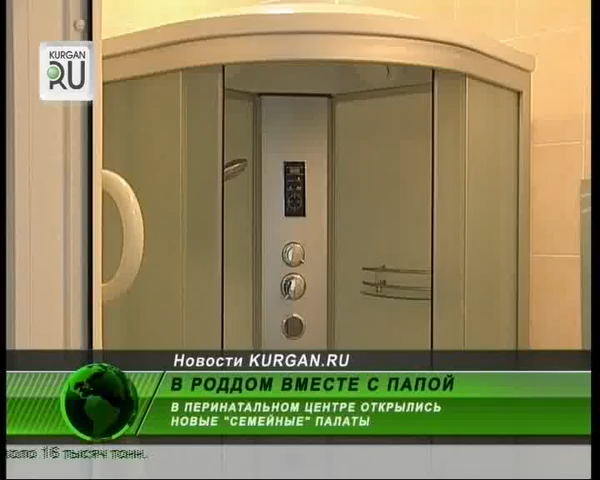 KURGAN
RU
Новости KURGAN.RU
В РОДДОМ ВМЕСТЕ С ПАПОЙ
В ПЕРИНАТАЛЬНОМ ЦЕНТРЕ ОТКРЫЛИСЬ
НОВЫЕ "СЕМЕЙНЫЕ" ПАЛАТЫ
16 тысяч тонн.